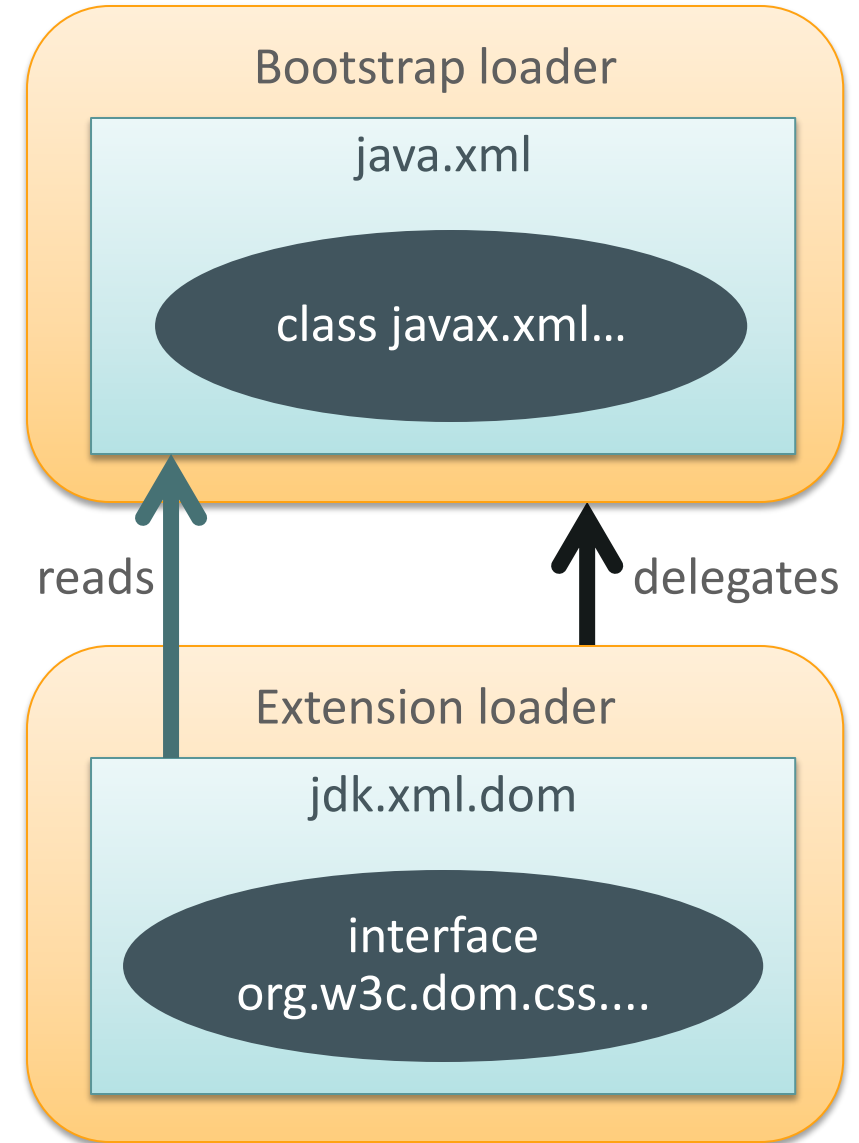 Bootstrap loader
java.xml
class javax.xml...
reads
delegates
Extension loader
jdk.xml.dom
interface
org.w3c.dom.css....